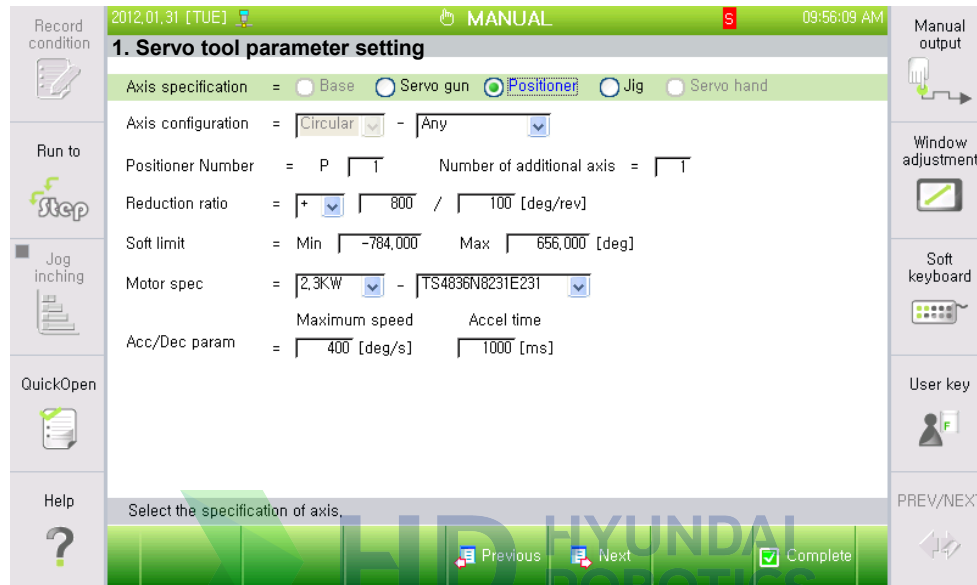 Record condition
2012,01,31 [TUE] MANUAL S 09:56:09 AM
Manual output
1. Servo tool parameter setting
Axis specification = Base Servo gun Positioner Jig Servo hand
Axis configuration = Circular - Any
Run to
Step
Window adjustment
Positioner Number = P 1 Number of additional axis = 1
Reduction ratio = + 800 / 100 [deg/rev]
Soft limit = Min -784,000 Max 656,000 [deg]
Jog inching
Soft keyboard
Motor spec = 2,3KW - TS4836N8231E231
Maximum speed Accel time
Acc/Dec param = 400 [deg/s] 1000 [ms]
QuickOpen
User key
F
Help
PREV/NEXT
Select the specification of axis,
Previous Next Complete
HD HYUNDAI
ROBOTICS